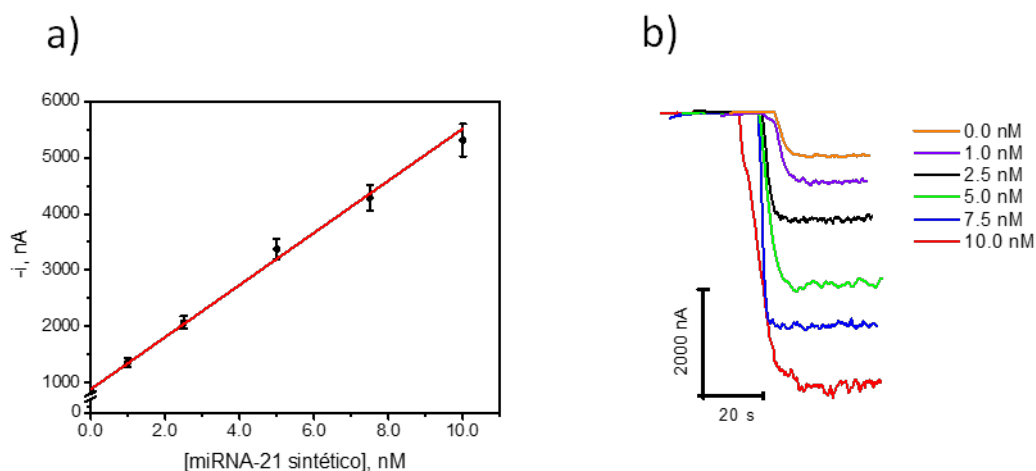 a)
6000
5000
4000
3000
2000
1000
0
-i, nA
0.0 2.0 4.0 6.0 8.0 10.0
[miRNA-21 sintético], nM
b)
0.0 nM
1.0 nM
2.5 nM
5.0 nM
7.5 nM
10.0 nM
2000 nA
20 s